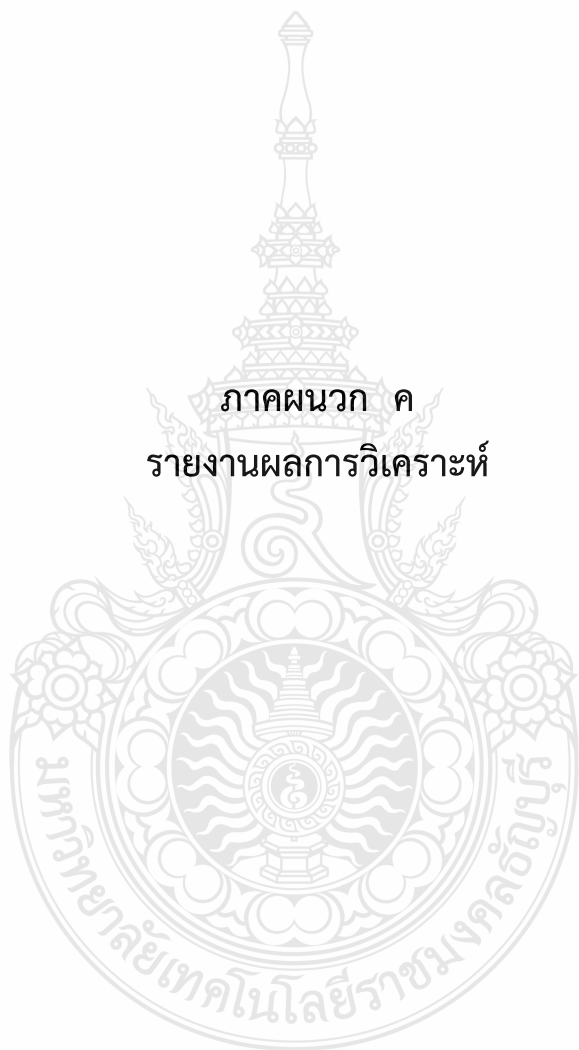 ภาคผนวก ค
รายงานผลการวิเคราะห์
มหาวิทยาลัยเทคโนโลยีราชมงคลธัญบุรี